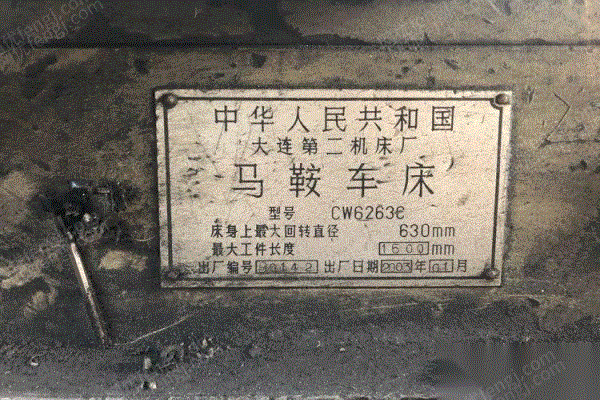 中华人民共和国
大连第二机床厂
马鞍车床
型号 CW6263C
床身上最大回转直径 630mm
最大工件长度 1500mm
出厂编号 出厂日期 2003年01月